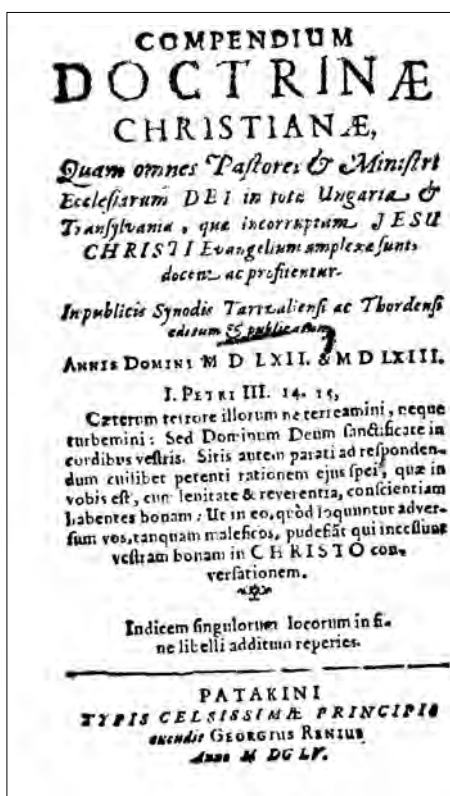 COMPENDIUM
DOCTRINÆ
CHRISTIANÆ,
Quam omnes Pastores & Ministri
Ecclesiarum DEI in tota Ungaria &
Transylvania, quæ incorruptum JESU
CHRISTI Evangelium amplexæ sunt,
docent ac profitentur.
In publicis Synodis Tartzaliensi ac Thordensi
editum & publicatum
ANNIS DOMINI M D LXII. & M D LXIII.
I. PETRI III. 14. 15,
Cæterum terrore illorum ne terreamini, neque
turbemini: Sed Dominum Deum sanctificate in
cordibus vestris. Sitis autem parati ad responden-
dum cuilibet petenti rationem ejus spei, quæ in
vobis est, cum lenitate & reverentia, conscientiam
habentes bonam: Ut in eo, quòd loquuntur adver-
sum vos, tanquam maleficos, pudefiāt qui incessunt
vestram bonam in CHRISTO con-
versationem.
Indicem singulorum locorum in fi-
ne libelli additum reperies.
PATAKINI
TYPIS CELSISSIMÆ PRINCIPIS
excudit GEORGIUS RENIUS
Anno M DC LV.